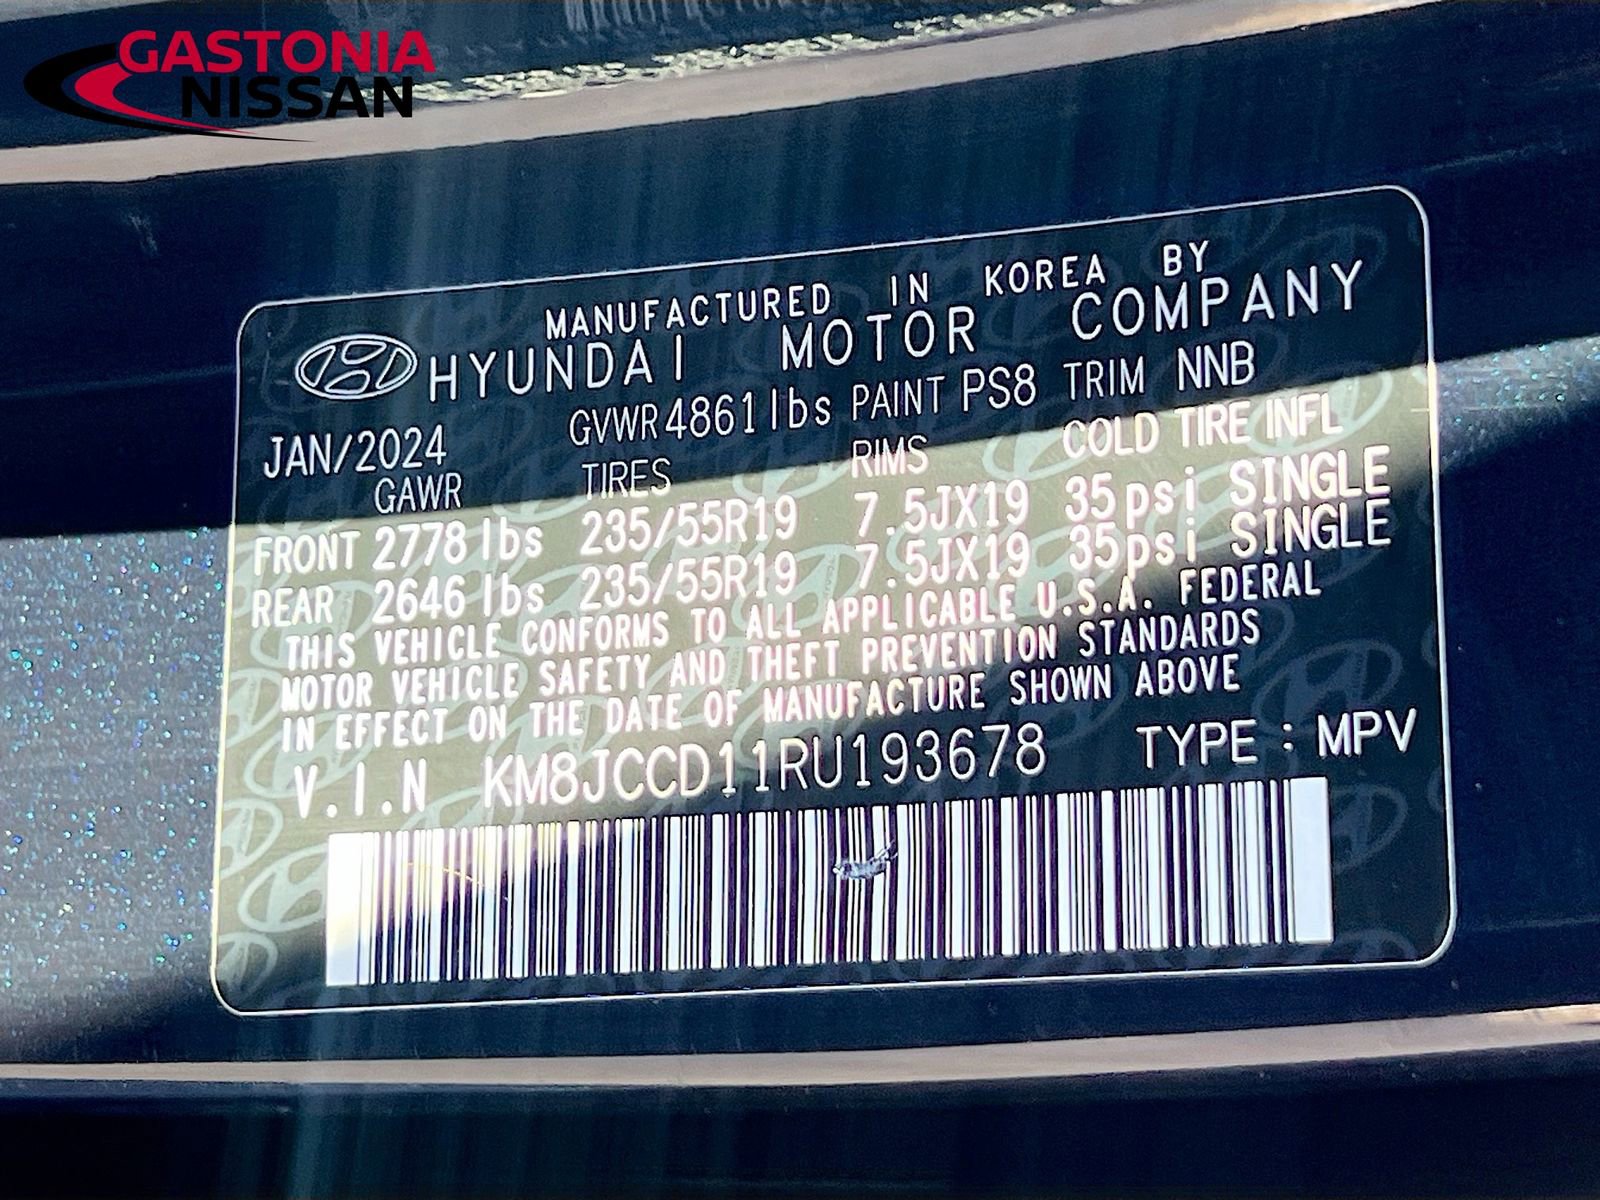 GASTONIA
NISSAN
MANUFACTURED IN KOREA BY
HYUNDAI MOTOR COMPANY
JAN/2024 GVWR 4861 lbs PAINT PS8 TRIM NNB
GAWR TIRES RIMS COLD TIRE INFL
FRONT 2778 lbs 235/55R19 7.5JX19 35psi SINGLE
REAR 2646 lbs 235/55R19 7.5JX19 35psi SINGLE
THIS VEHICLE CONFORMS TO ALL APPLICABLE U.S.A. FEDERAL
MOTOR VEHICLE SAFETY AND THEFT PREVENTION STANDARDS
IN EFFECT ON THE DATE OF MANUFACTURE SHOWN ABOVE
V.I.N KM8JCCD11RU193678 TYPE : MPV